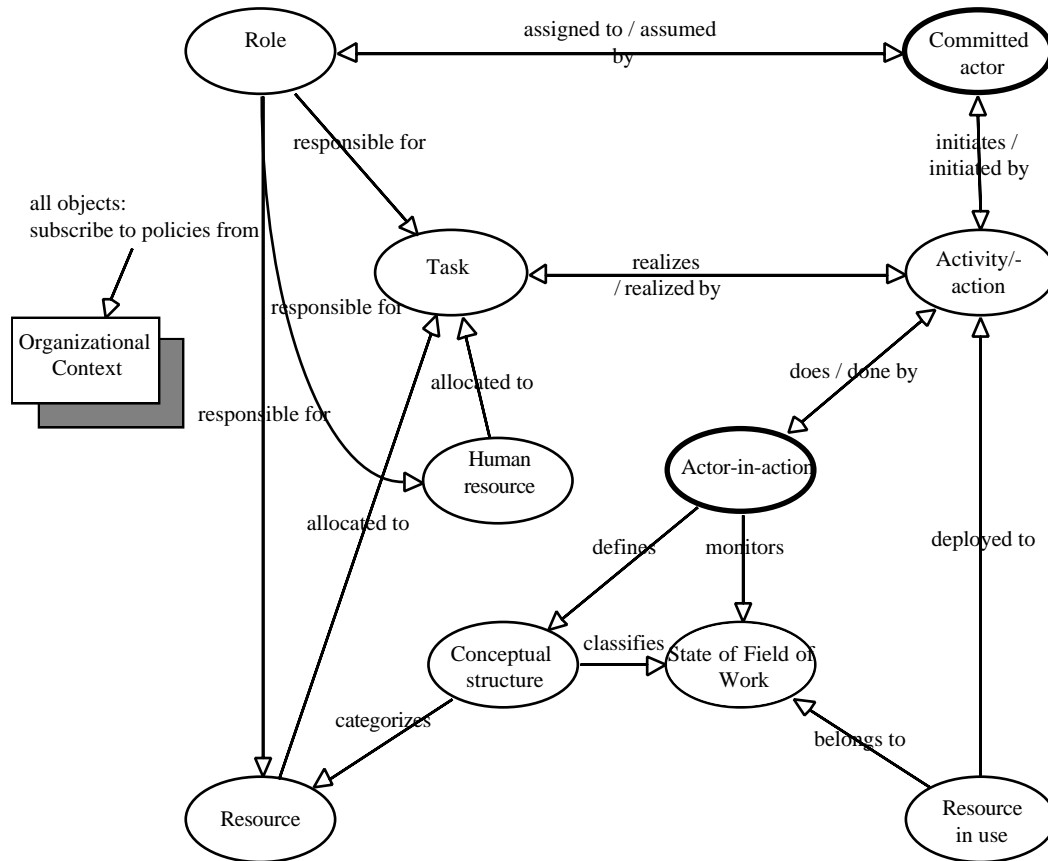 Role
assigned to / assumed
by
Committed
actor
responsible for
initiates /
initiated by
all objects:
subscribe to policies from
Task
realizes
/ realized by
Activity/-
action
responsible for
Organizational
Context
allocated to
does / done by
responsible for
Human
resource
Actor-in-action
allocated to
defines
monitors
deployed to
Conceptual
structure
classifies
State of Field of
Work
categorizes
belongs to
Resource
Resource
in use